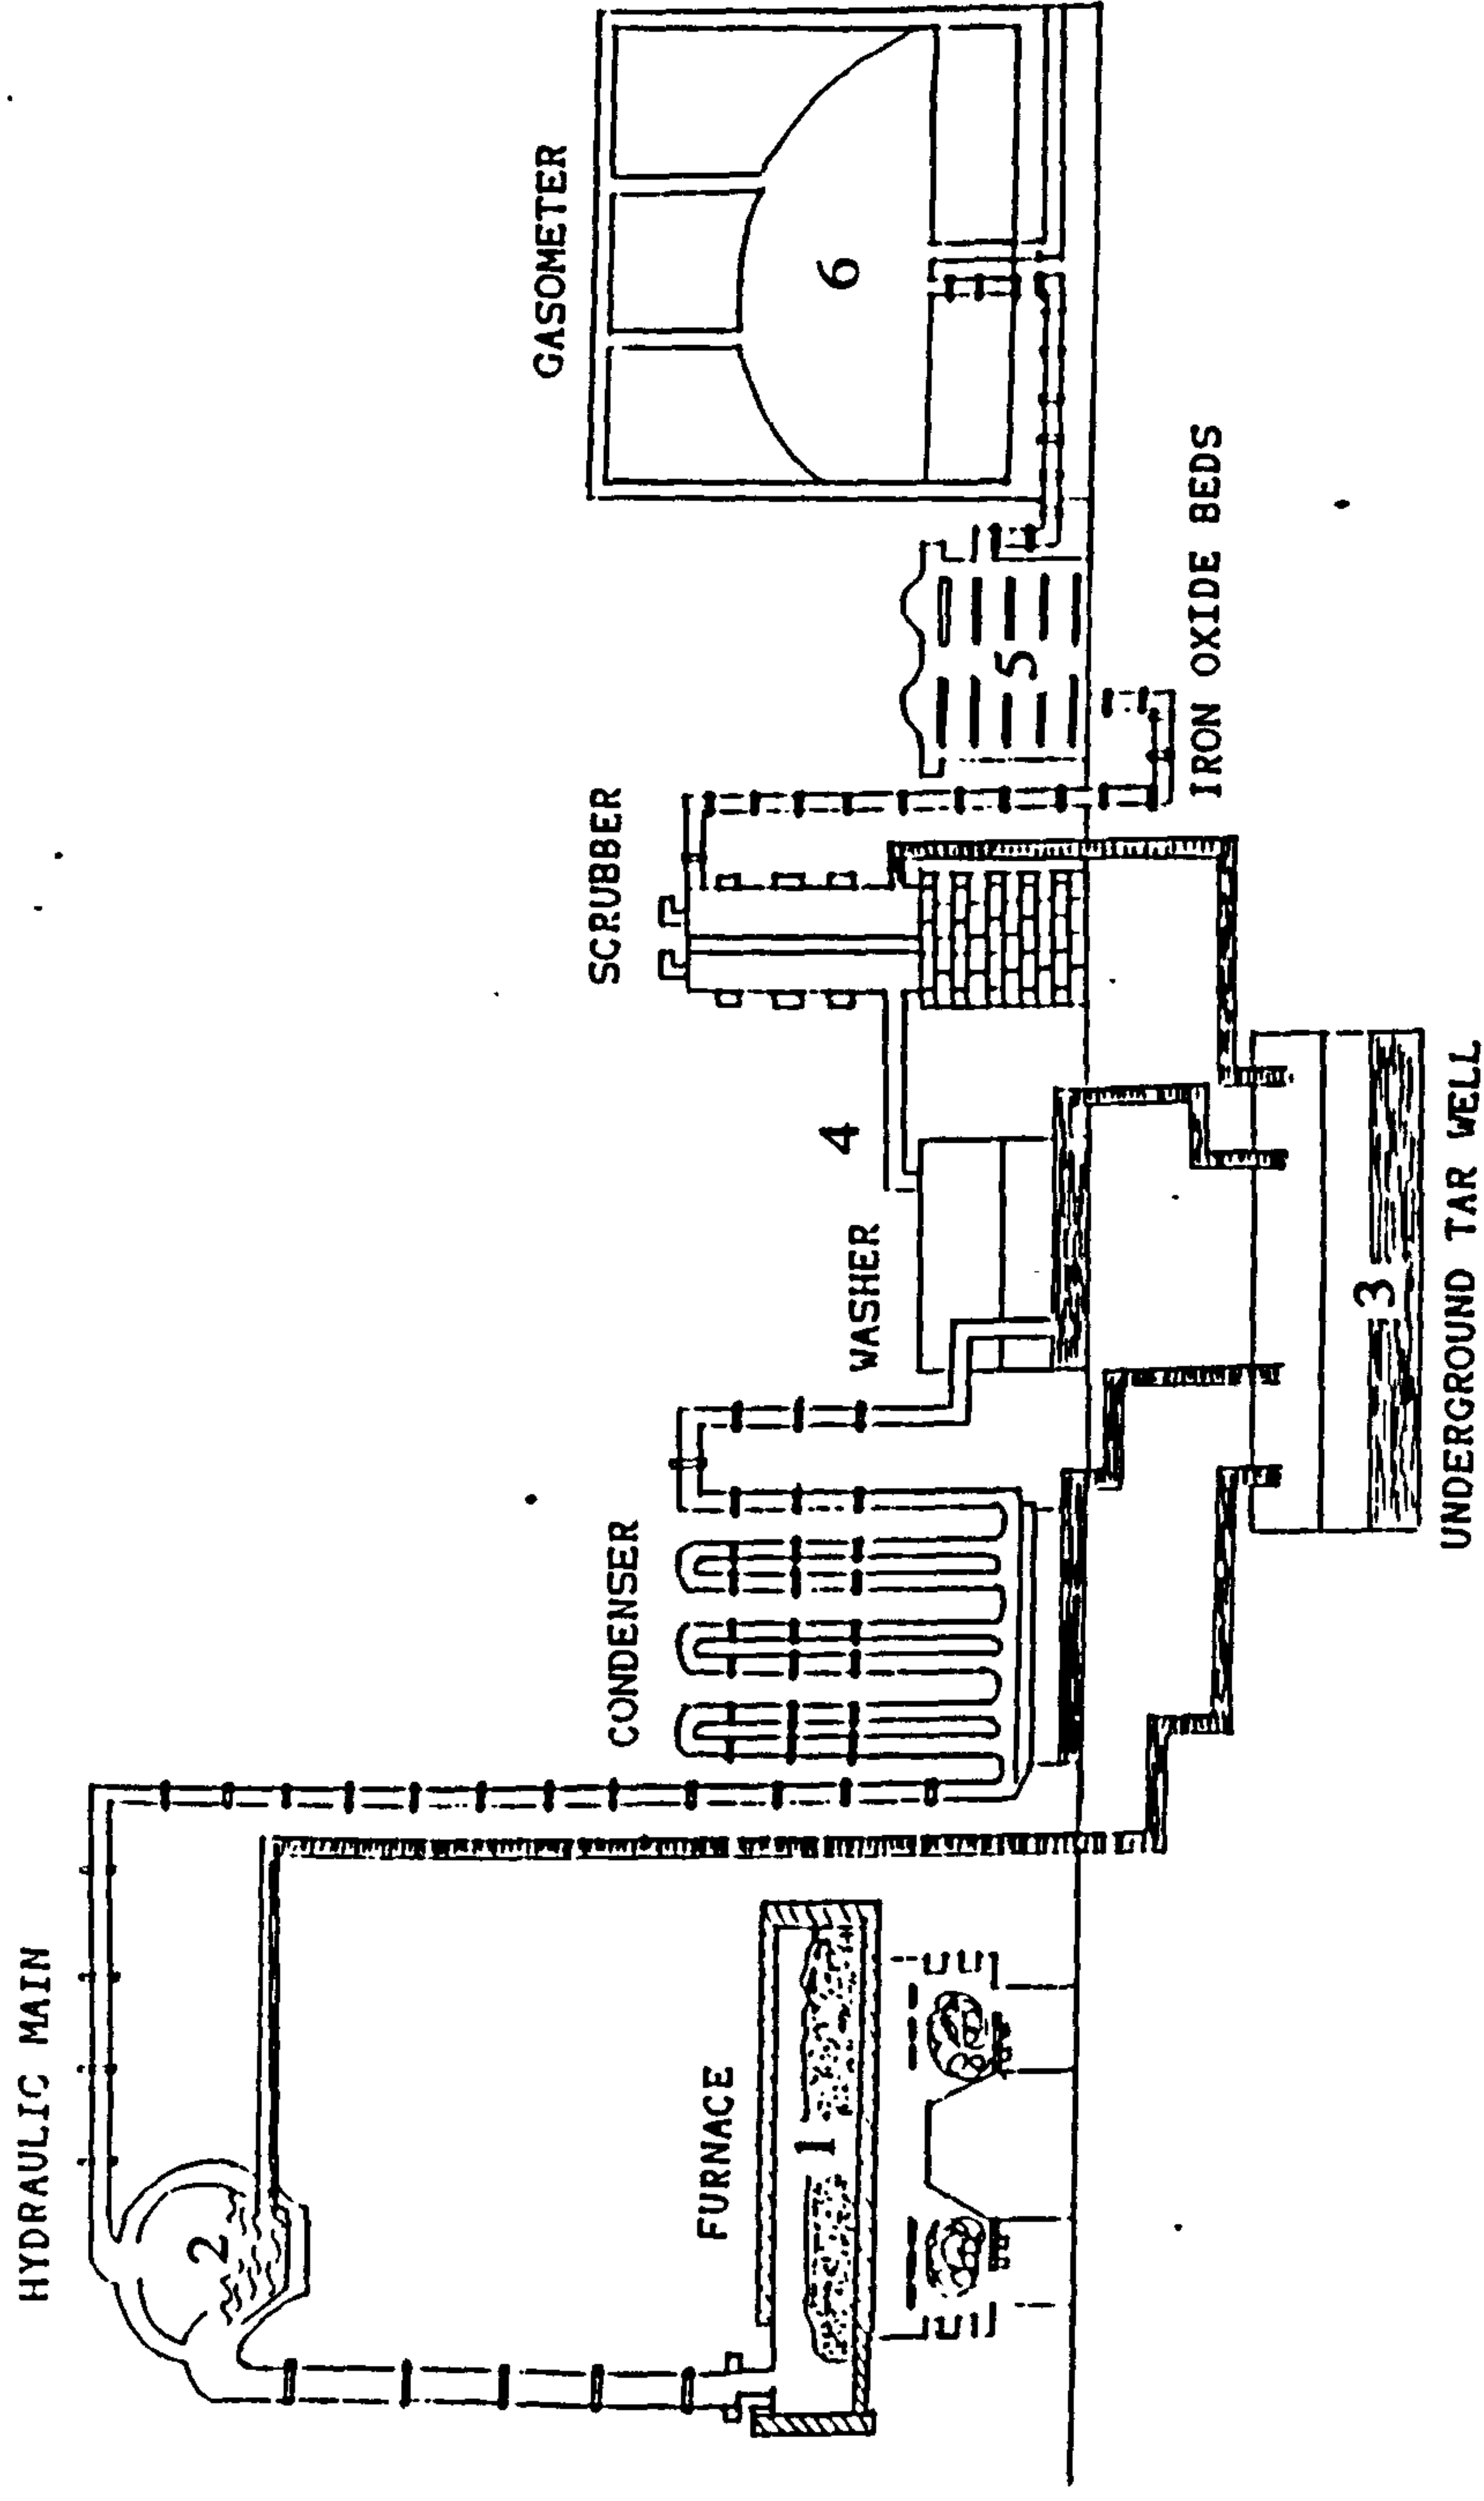 HYDRAULIC MAIN
2
FURNACE
1
CONDENSER
WASHER
4
SCRUBBER
GASOMETER
6
5
IRON OXIDE BEDS
3
UNDERGROUND TAR WELL